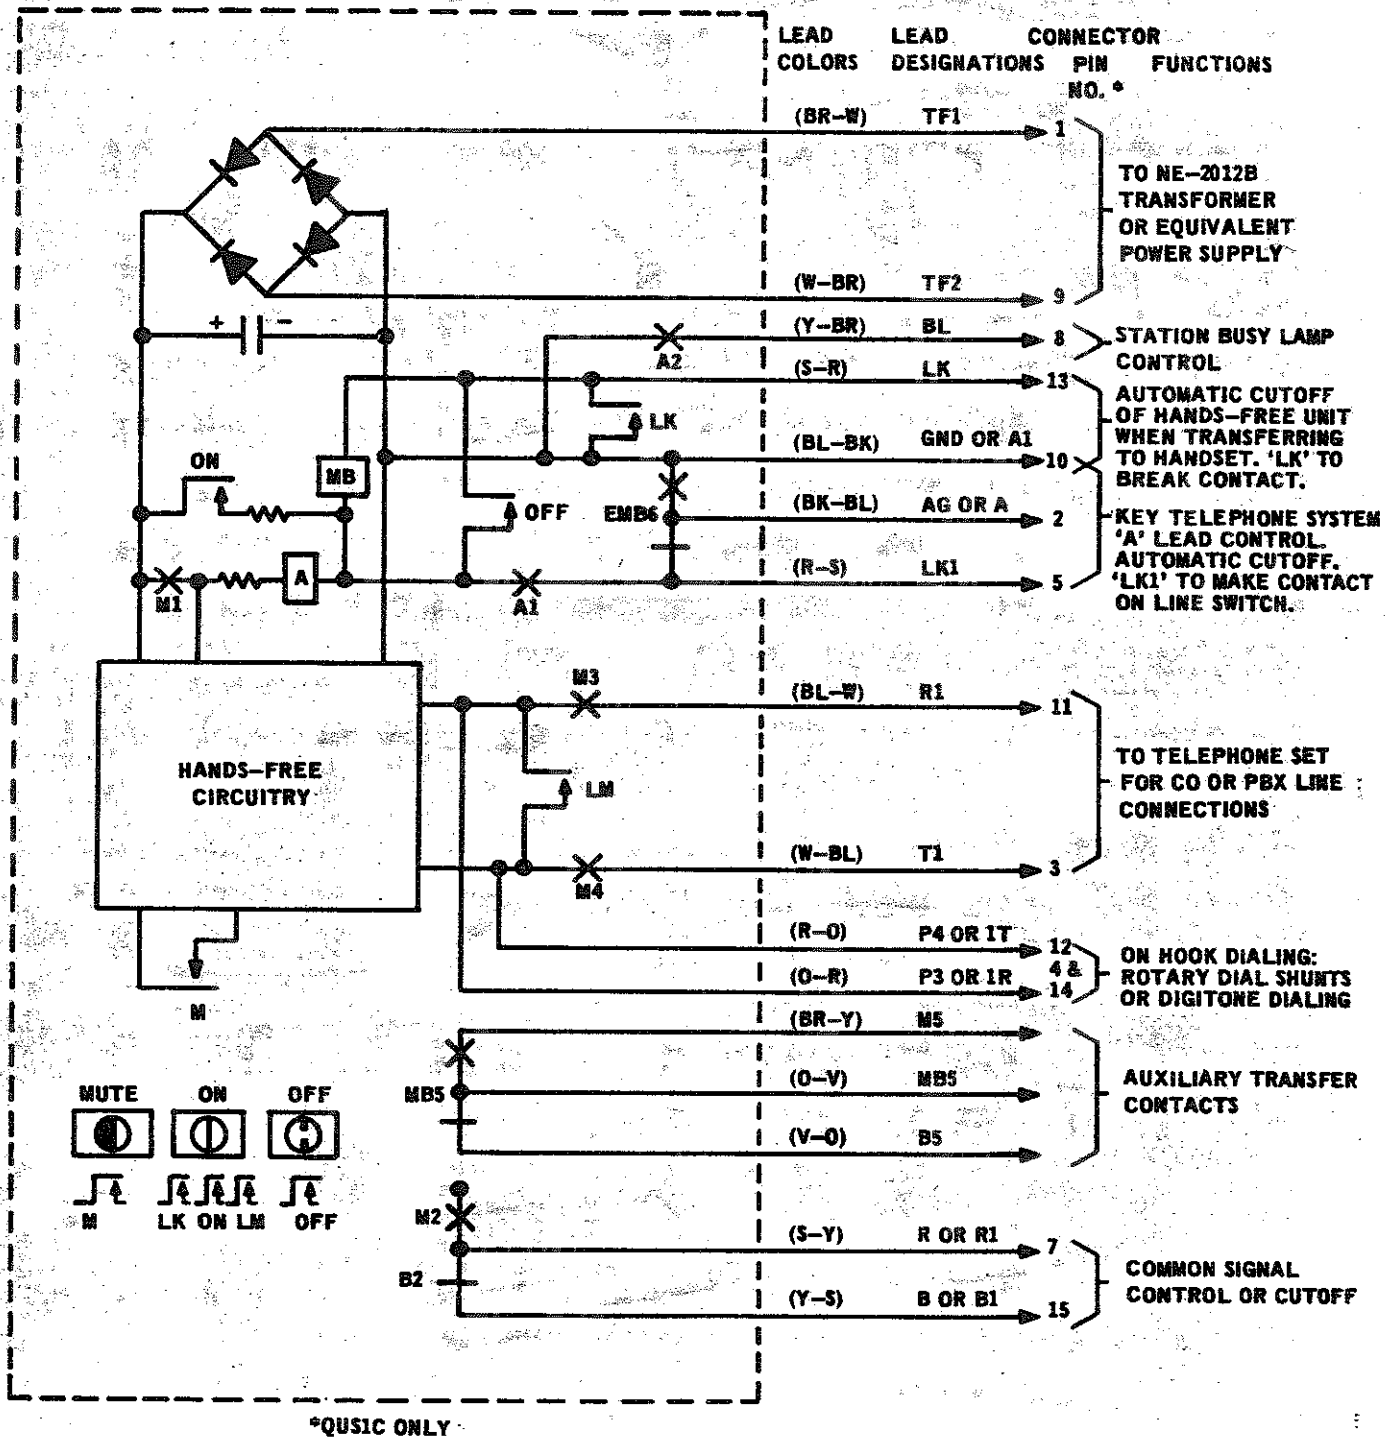 LEAD COLORS
LEAD DESIGNATIONS
CONNECTOR PIN NO. *
FUNCTIONS
(BR-W) TF1 1
TO NE-2012B
TRANSFORMER
OR EQUIVALENT
POWER SUPPLY
(W-BR) TF2 9
+ -
(Y-BR) BL 8
STATION BUSY LAMP
CONTROL
A2
(S-R) LK 13
AUTOMATIC CUTOFF
OF HANDS-FREE UNIT
WHEN TRANSFERRING
TO HANDSET. 'LK' TO
BREAK CONTACT.
LK
(BL-BK) GND OR A1 10
ON
MB
OFF
EMB6
(BK-BL) AG OR A 2
KEY TELEPHONE SYSTEM
'A' LEAD CONTROL.
AUTOMATIC CUTOFF.
'LK1' TO MAKE CONTACT
ON LINE SWITCH.
(R-S) LK1 5
M1
A
A1
M3
(BL-W) R1 11
HANDS-FREE
CIRCUITRY
LM
TO TELEPHONE SET
FOR CO OR PBX LINE
CONNECTIONS
(W-BL) T1 3
M4
(R-O) P4 OR 1T 12
(O-R) P3 OR 1R 4 &
14
ON HOOK DIALING:
ROTARY DIAL SHUNTS
OR DIGITONE DIALING
M
(BR-Y) M5
MB5
(O-V) MB5
AUXILIARY TRANSFER
CONTACTS
(V-O) B5
MUTE ON OFF
M LK ON LM OFF
M2
(S-Y) R OR R1 7
B2
COMMON SIGNAL
CONTROL OR CUTOFF
(Y-S) B OR B1 15
*QUS1C ONLY